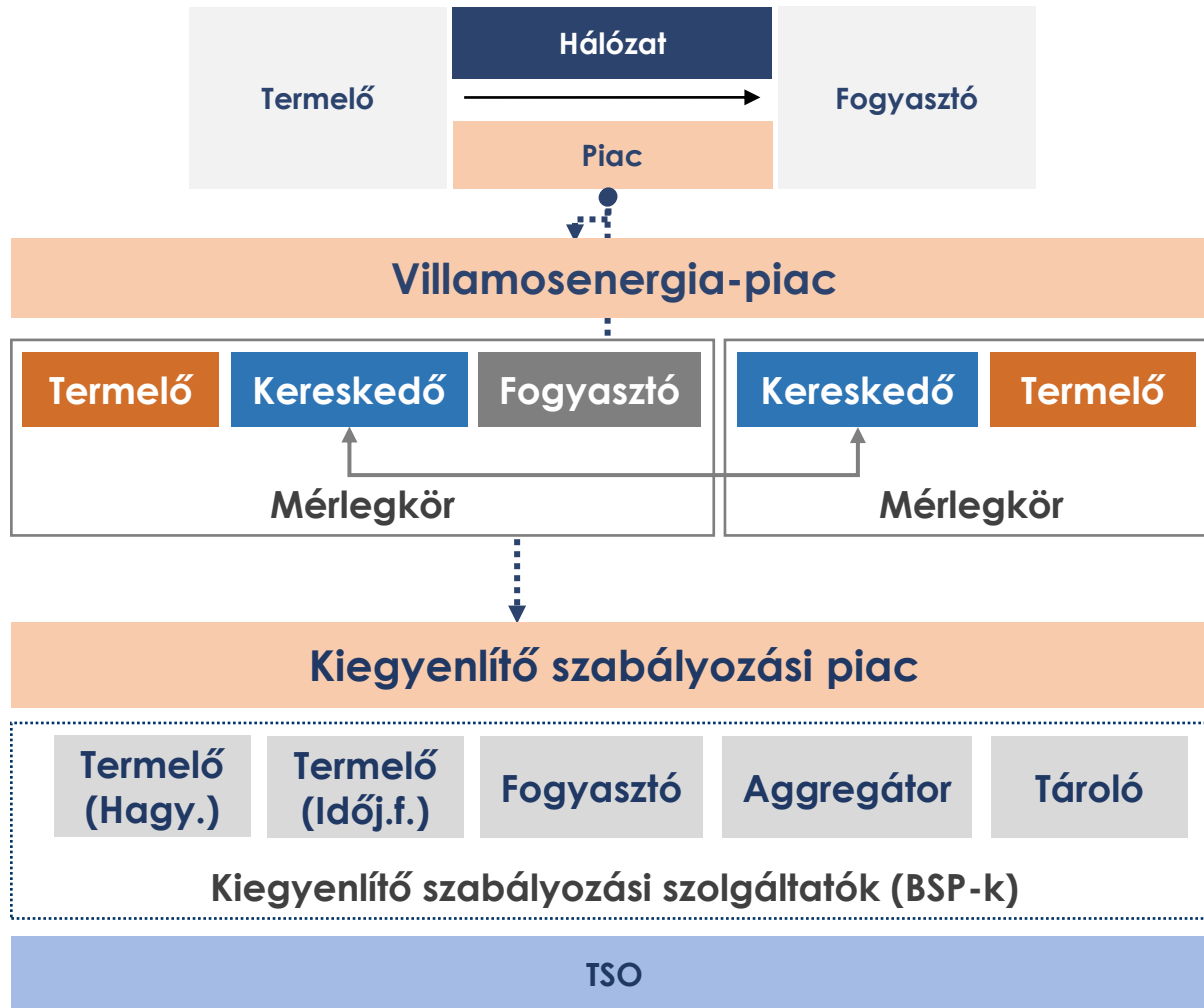 Hálózat
Termelő
Fogyasztó
Piac
Villamosenergia-piac
Termelő
Kereskedő
Fogyasztó
Kereskedő
Termelő
Mérlegkör
Mérlegkör
Kiegyenlítő szabályozási piac
Termelő
(Hagy.)
Termelő
(Időj.f.)
Fogyasztó
Aggregátor
Tároló
Kiegyenlítő szabályozási szolgáltatók (BSP-k)
TSO